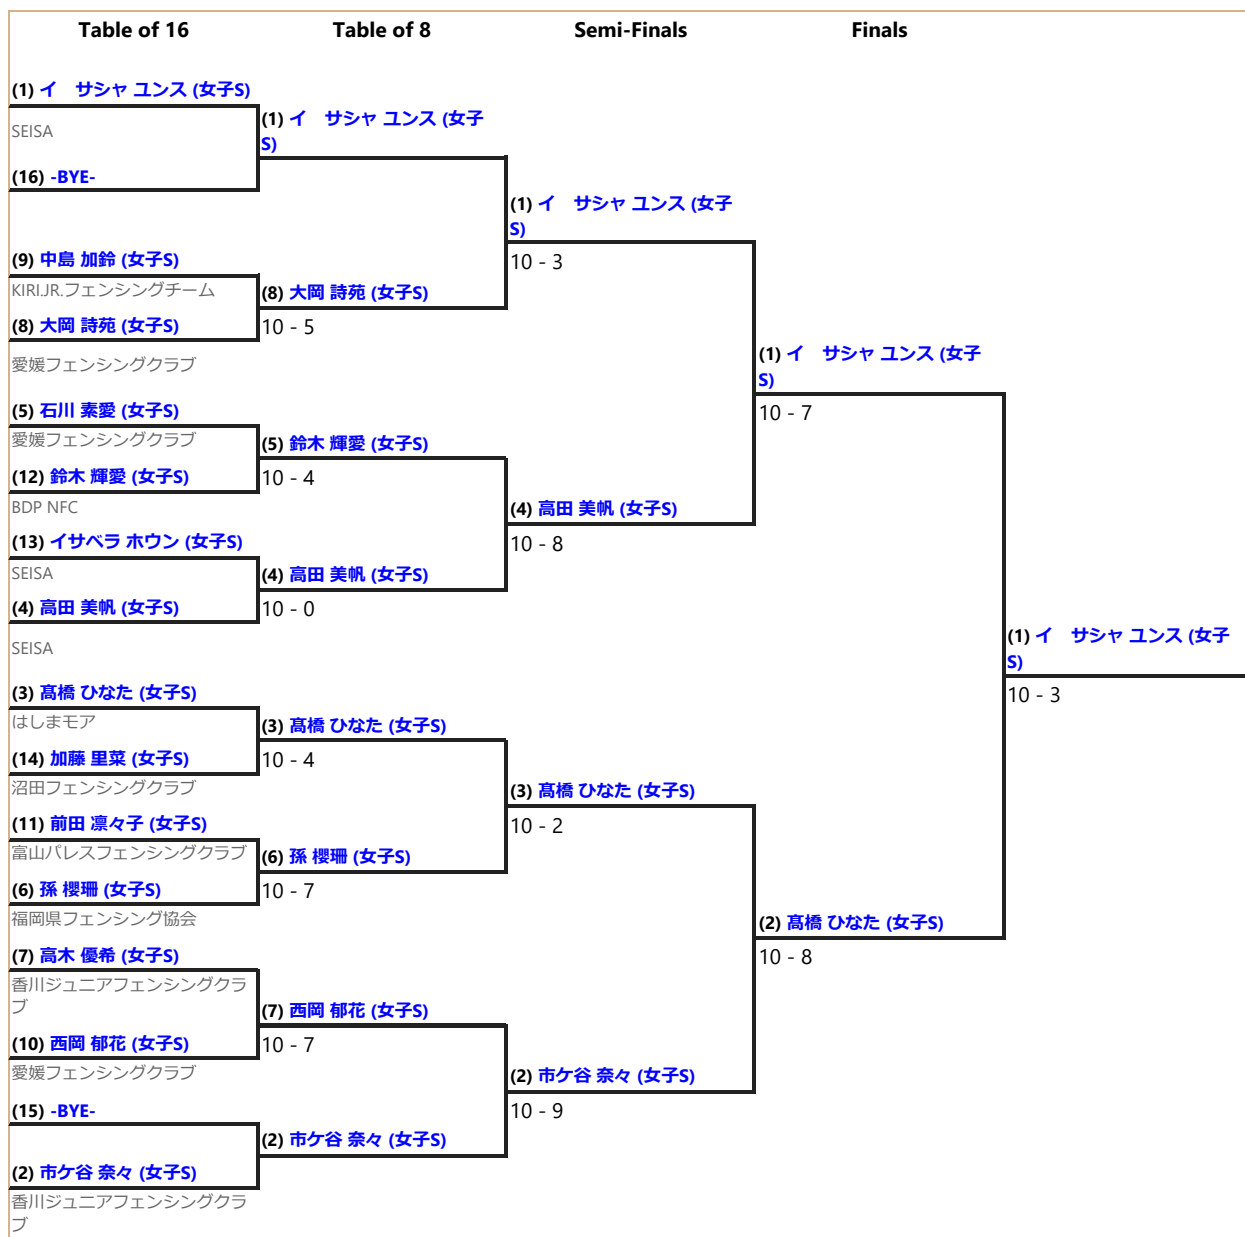 Table of 16
Table of 8
Semi-Finals
Finals
(1) イ　サシャ ユンス (女子S)
SEISA
(16) -BYE-
(9) 中島 加鈴 (女子S)
KIRI.JR.フェンシングチーム
(8) 大岡 詩苑 (女子S)
愛媛フェンシングクラブ
(5) 石川 素愛 (女子S)
愛媛フェンシングクラブ
(12) 鈴木 輝愛 (女子S)
BDP NFC
(13) イサベラ ホウン (女子S)
SEISA
(4) 高田 美帆 (女子S)
SEISA
(3) 髙橋 ひなた (女子S)
はしまモア
(14) 加藤 里菜 (女子S)
沼田フェンシングクラブ
(11) 前田 凛々子 (女子S)
富山パレスフェンシングクラブ
(6) 孫 櫻珊 (女子S)
福岡県フェンシング協会
(7) 高木 優希 (女子S)
香川ジュニアフェンシングクラ
ブ
(10) 西岡 郁花 (女子S)
愛媛フェンシングクラブ
(15) -BYE-
(2) 市ケ谷 奈々 (女子S)
香川ジュニアフェンシングクラ
ブ
(1) イ　サシャ ユンス (女子
S)
(8) 大岡 詩苑 (女子S)
10 - 5
(5) 鈴木 輝愛 (女子S)
10 - 4
(4) 高田 美帆 (女子S)
10 - 0
(3) 髙橋 ひなた (女子S)
10 - 4
(6) 孫 櫻珊 (女子S)
10 - 7
(7) 西岡 郁花 (女子S)
10 - 7
(2) 市ケ谷 奈々 (女子S)
(1) イ　サシャ ユンス (女子
S)
10 - 3
(4) 高田 美帆 (女子S)
10 - 8
(3) 髙橋 ひなた (女子S)
10 - 2
(2) 市ケ谷 奈々 (女子S)
10 - 9
(1) イ　サシャ ユンス (女子
S)
10 - 7
(2) 髙橋 ひなた (女子S)
10 - 8
(1) イ　サシャ ユンス (女子
S)
10 - 3